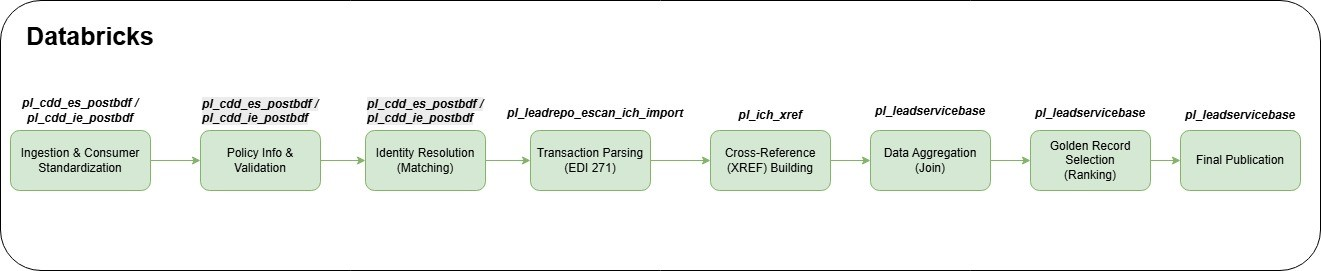 Databricks
pl_cdd_es_postbdf /
pl_cdd_ie_postbdf
pl_cdd_es_postbdf /
pl_cdd_ie_postbdf
pl_cdd_es_postbdf /
pl_cdd_ie_postbdf
pl_leadrepo_escan_ich_import
pl_ich_xref
pl_leadservicebase
pl_leadservicebase
pl_leadservicebase
Ingestion & Consumer
Standardization
Policy Info &
Validation
Identity Resolution
(Matching)
Transaction Parsing
(EDI 271)
Cross-Reference
(XREF) Building
Data Aggregation
(Join)
Golden Record
Selection
(Ranking)
Final Publication